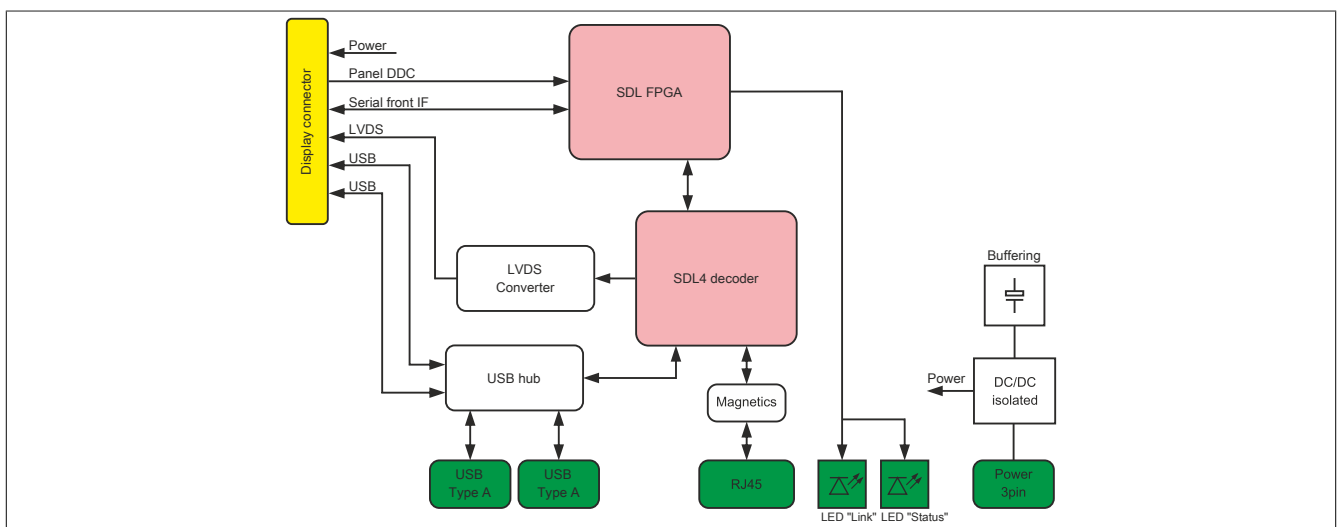 Power
Panel DDC
Serial front IF
LVDS
USB
USB
Display connector
SDL FPGA
SDL4 decoder
LVDS
Converter
USB hub
Magnetics
USB
Type A
USB
Type A
RJ45
LED "Link"
LED "Status"
Buffering
Power
DC/DC
isolated
Power
3pin